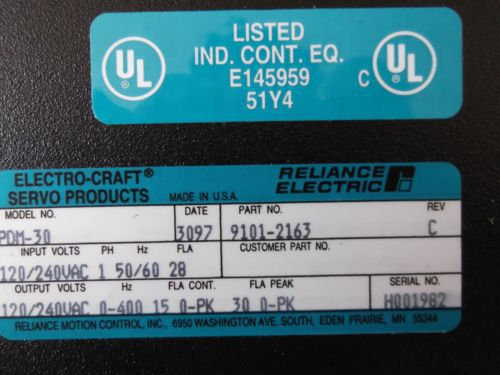 LISTED
IND. CONT. EQ.
E145959
51Y4
UL
C UL
ELECTRO-CRAFT®
SERVO PRODUCTS
MADE IN U.S.A.
RELIANCE
ELECTRIC
MODEL NO. DATE PART NO. REV
PDM-30 3097 9101-2163 C
INPUT VOLTS PH Hz FLA CUSTOMER PART NO.
120/240VAC 1 50/60 28
OUTPUT VOLTS Hz FLA CONT. FLA PEAK SERIAL NO.
120/240VAC 0-400 15 0-PK 30 0-PK H001982
RELIANCE MOTION CONTROL, INC., 6950 WASHINGTON AVE. SOUTH, EDEN PRAIRIE, MN 55344